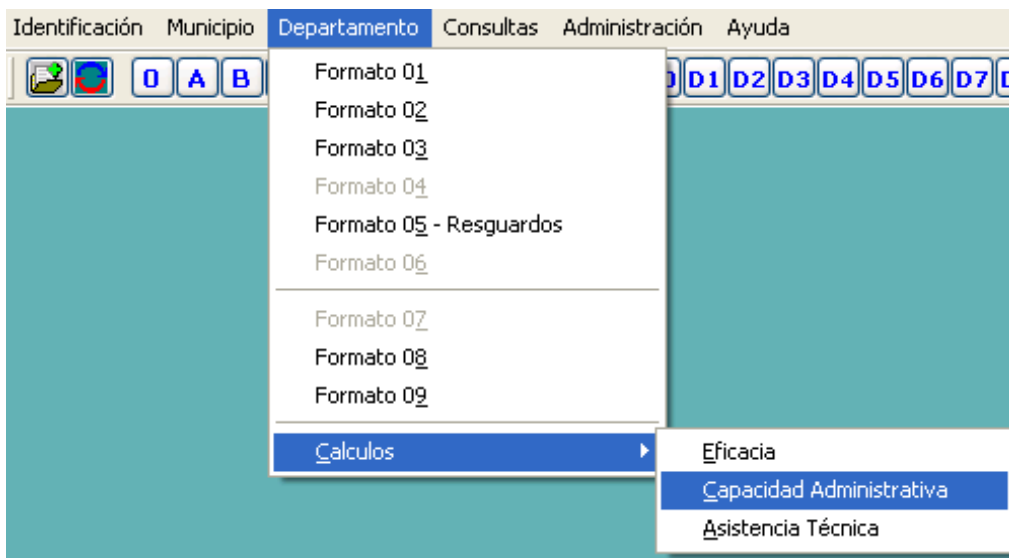 Identificación Municipio Departamento Consultas Administración Ayuda
O A B D1 D2 D3 D4 D5 D6 D7
Formato 01
Formato 02
Formato 03
Formato 04
Formato 05 - Resguardos
Formato 06
Formato 07
Formato 08
Formato 09
Calculos
Eficacia
Capacidad Administrativa
Asistencia Técnica